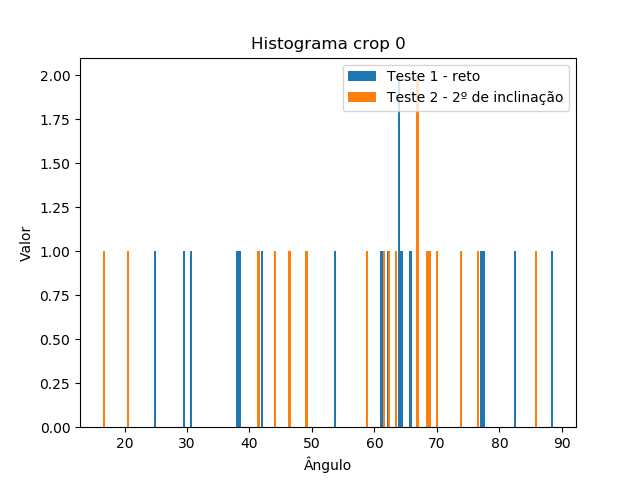 Histograma crop 0
Teste 1 - reto
Teste 2 - 2º de inclinação
2.00
1.75
1.50
1.25
1.00
0.75
0.50
0.25
0.00
Valor
20 30 40 50 60 70 80 90
Ângulo